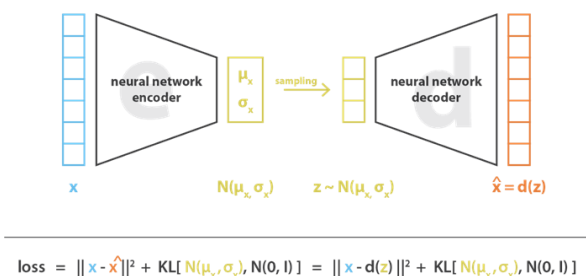 e
d
neural network
encoder
μₓ
σₓ
sampling
neural network
decoder
x
N(μₓ, σₓ)
z ~ N(μₓ, σₓ)
x̂ = d(z)
loss = || x - x̂ ||² + KL[ N(μₓ, σₓ), N(0, I) ] = || x - d(z) ||² + KL[ N(μₓ, σₓ), N(0, I) ]